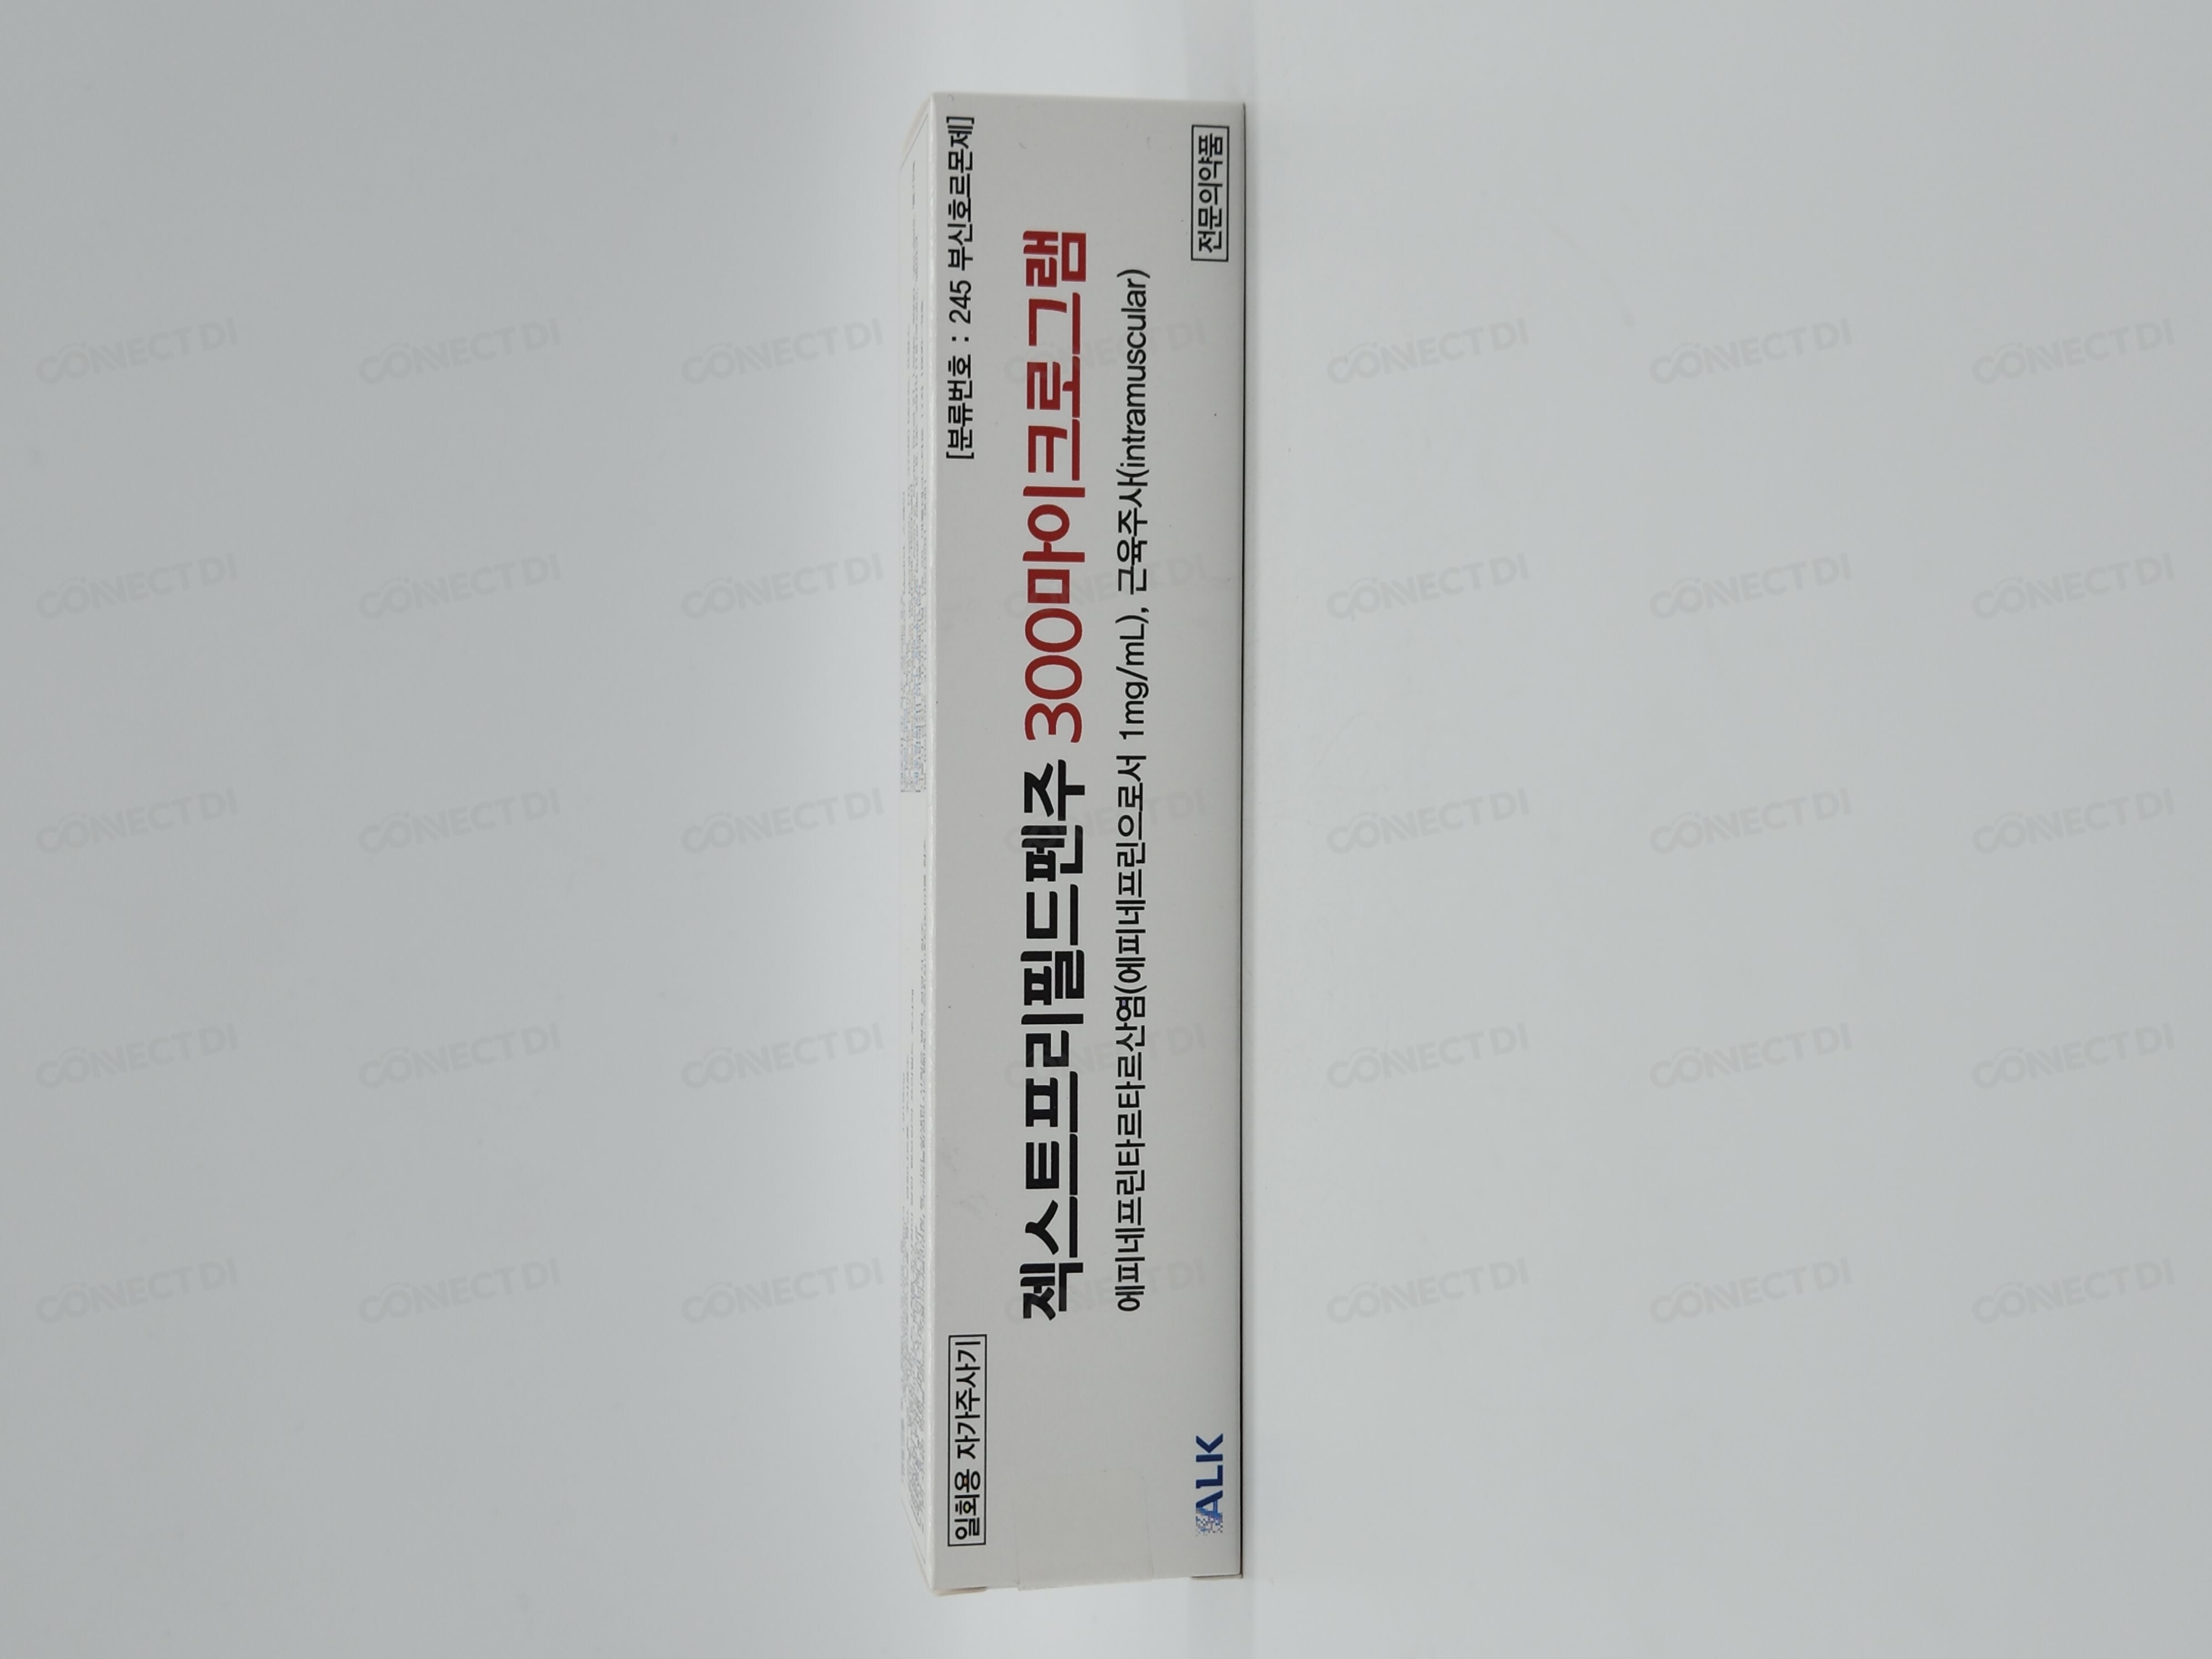 일회용 자가주사기
[분류번호 : 245 부신호르몬제]
젝스트프리필드펜주 300마이크로그램
에피네프린타르타르산염(에피네프린으로서 1mg/mL), 근육주사(intramuscular)
ALK
전문의약품
CONNECTDI